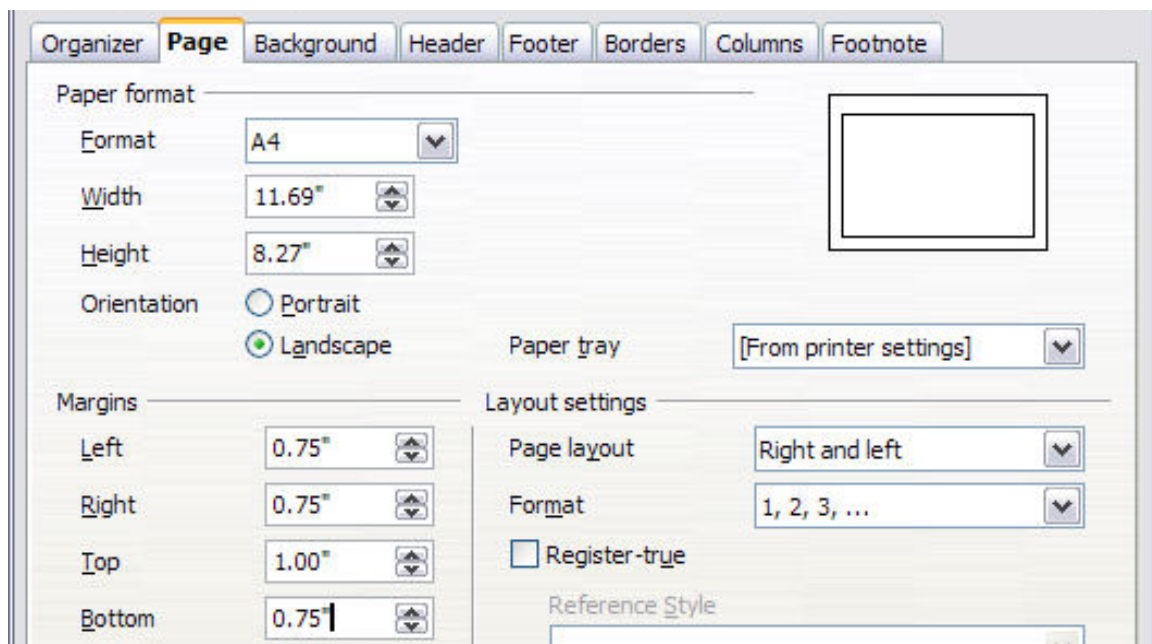 Organizer Page Background Header Footer Borders Columns Footnote
Paper format
Format A4
Width 11.69"
Height 8.27"
Orientation Portrait
Landscape Paper tray [From printer settings]
Margins Layout settings
Left 0.75" Page layout Right and left
Right 0.75" Format 1, 2, 3, ...
Top 1.00" Register-true
Reference Style
Bottom 0.75"